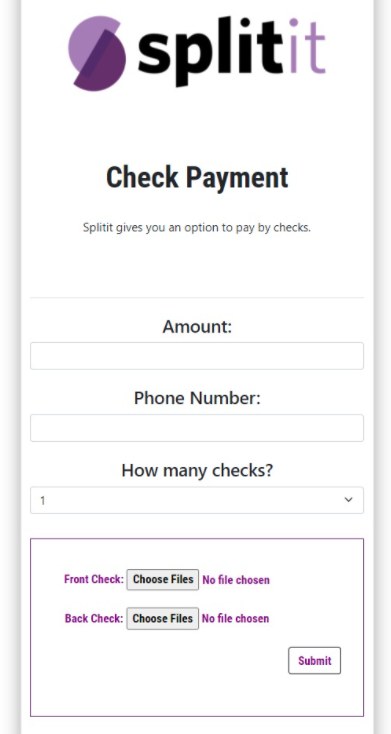 splitit
Check Payment
Splitit gives you an option to pay by checks.
Amount:
Phone Number:
How many checks?
1
Front Check: Choose Files No file chosen
Back Check: Choose Files No file chosen
Submit